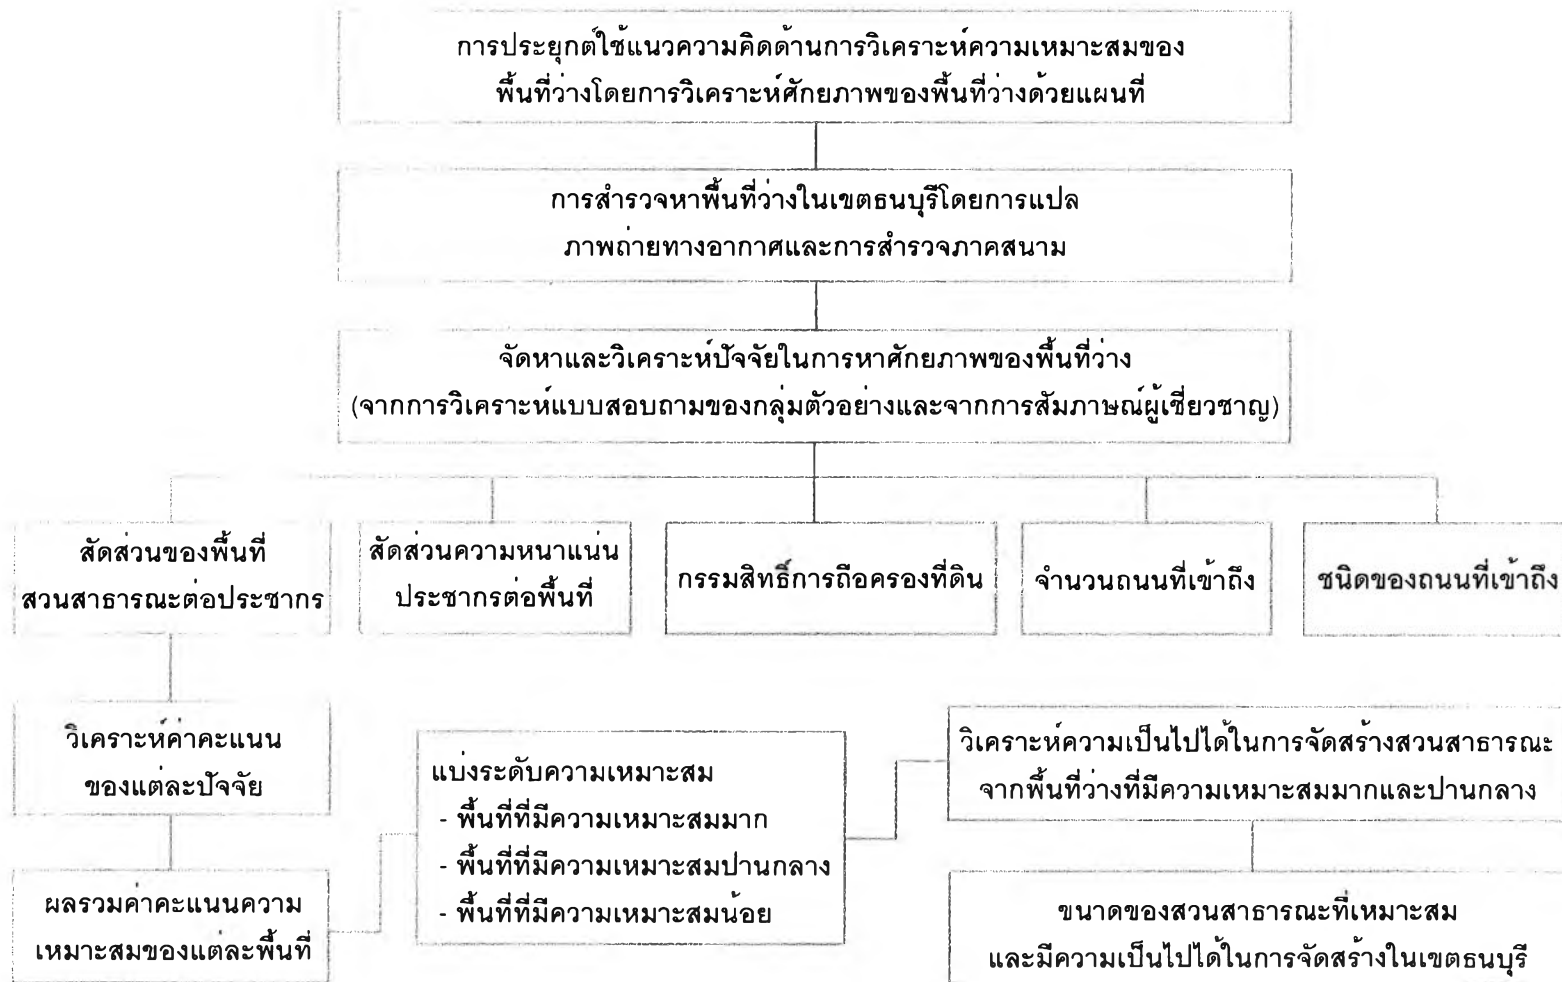 การประยุกต์ใช้แนวความคิดด้านการวิเคราะห์ความเหมาะสมของ
พื้นที่ว่างโดยการวิเคราะห์ศักยภาพของพื้นที่ว่างด้วยแผนที่
การสำรวจหาพื้นที่ว่างในเขตธนบุรีโดยการแปล
ภาพถ่ายทางอากาศและการสำรวจภาคสนาม
จัดหาและวิเคราะห์ปัจจัยในการหาศักยภาพของพื้นที่ว่าง
(จากการวิเคราะห์แบบสอบถามของกลุ่มตัวอย่างและจากการสัมภาษณ์ผู้เชี่ยวชาญ)
สัดส่วนของพื้นที่
สวนสาธารณะต่อประชากร
สัดส่วนความหนาแน่น
ประชากรต่อพื้นที่
กรรมสิทธิ์การถือครองที่ดิน
จำนวนถนนที่เข้าถึง
ชนิดของถนนที่เข้าถึง
วิเคราะห์ค่าคะแนน
ของแต่ละปัจจัย
ผลรวมค่าคะแนนความ
เหมาะสมของแต่ละพื้นที่
แบ่งระดับความเหมาะสม
- พื้นที่ที่มีความเหมาะสมมาก
- พื้นที่ที่มีความเหมาะสมปานกลาง
- พื้นที่ที่มีความเหมาะสมน้อย
วิเคราะห์ความเป็นไปได้ในการจัดสร้างสวนสาธารณะ
จากพื้นที่ว่างที่มีความเหมาะสมมากและปานกลาง
ขนาดของสวนสาธารณะที่เหมาะสม
และมีความเป็นไปได้ในการจัดสร้างในเขตธนบุรี